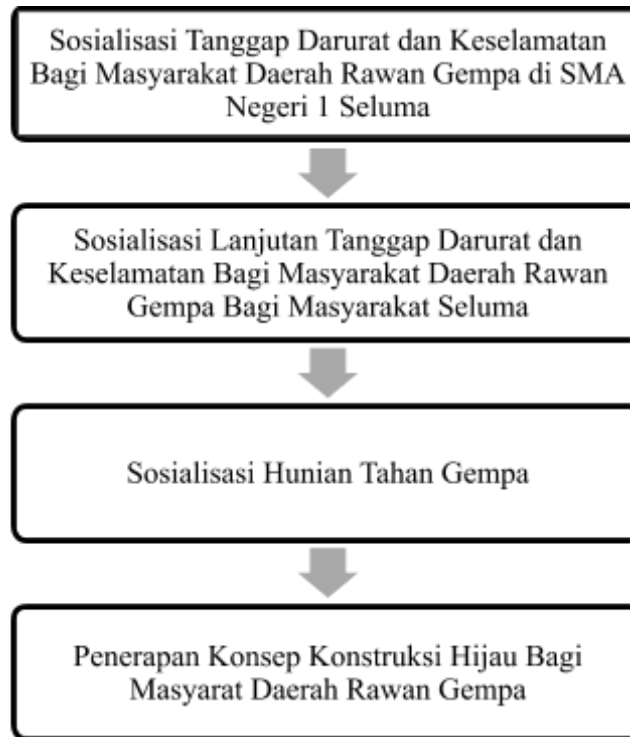 Sosialisasi Tanggap Darurat dan Keselamatan
Bagi Masyarakat Daerah Rawan Gempa di SMA
Negeri 1 Seluma
Sosialisasi Lanjutan Tanggap Darurat dan
Keselamatan Bagi Masyarakat Daerah Rawan
Gempa Bagi Masyarakat Seluma
Sosialisasi Hunian Tahan Gempa
Penerapan Konsep Konstruksi Hijau Bagi
Masyarat Daerah Rawan Gempa